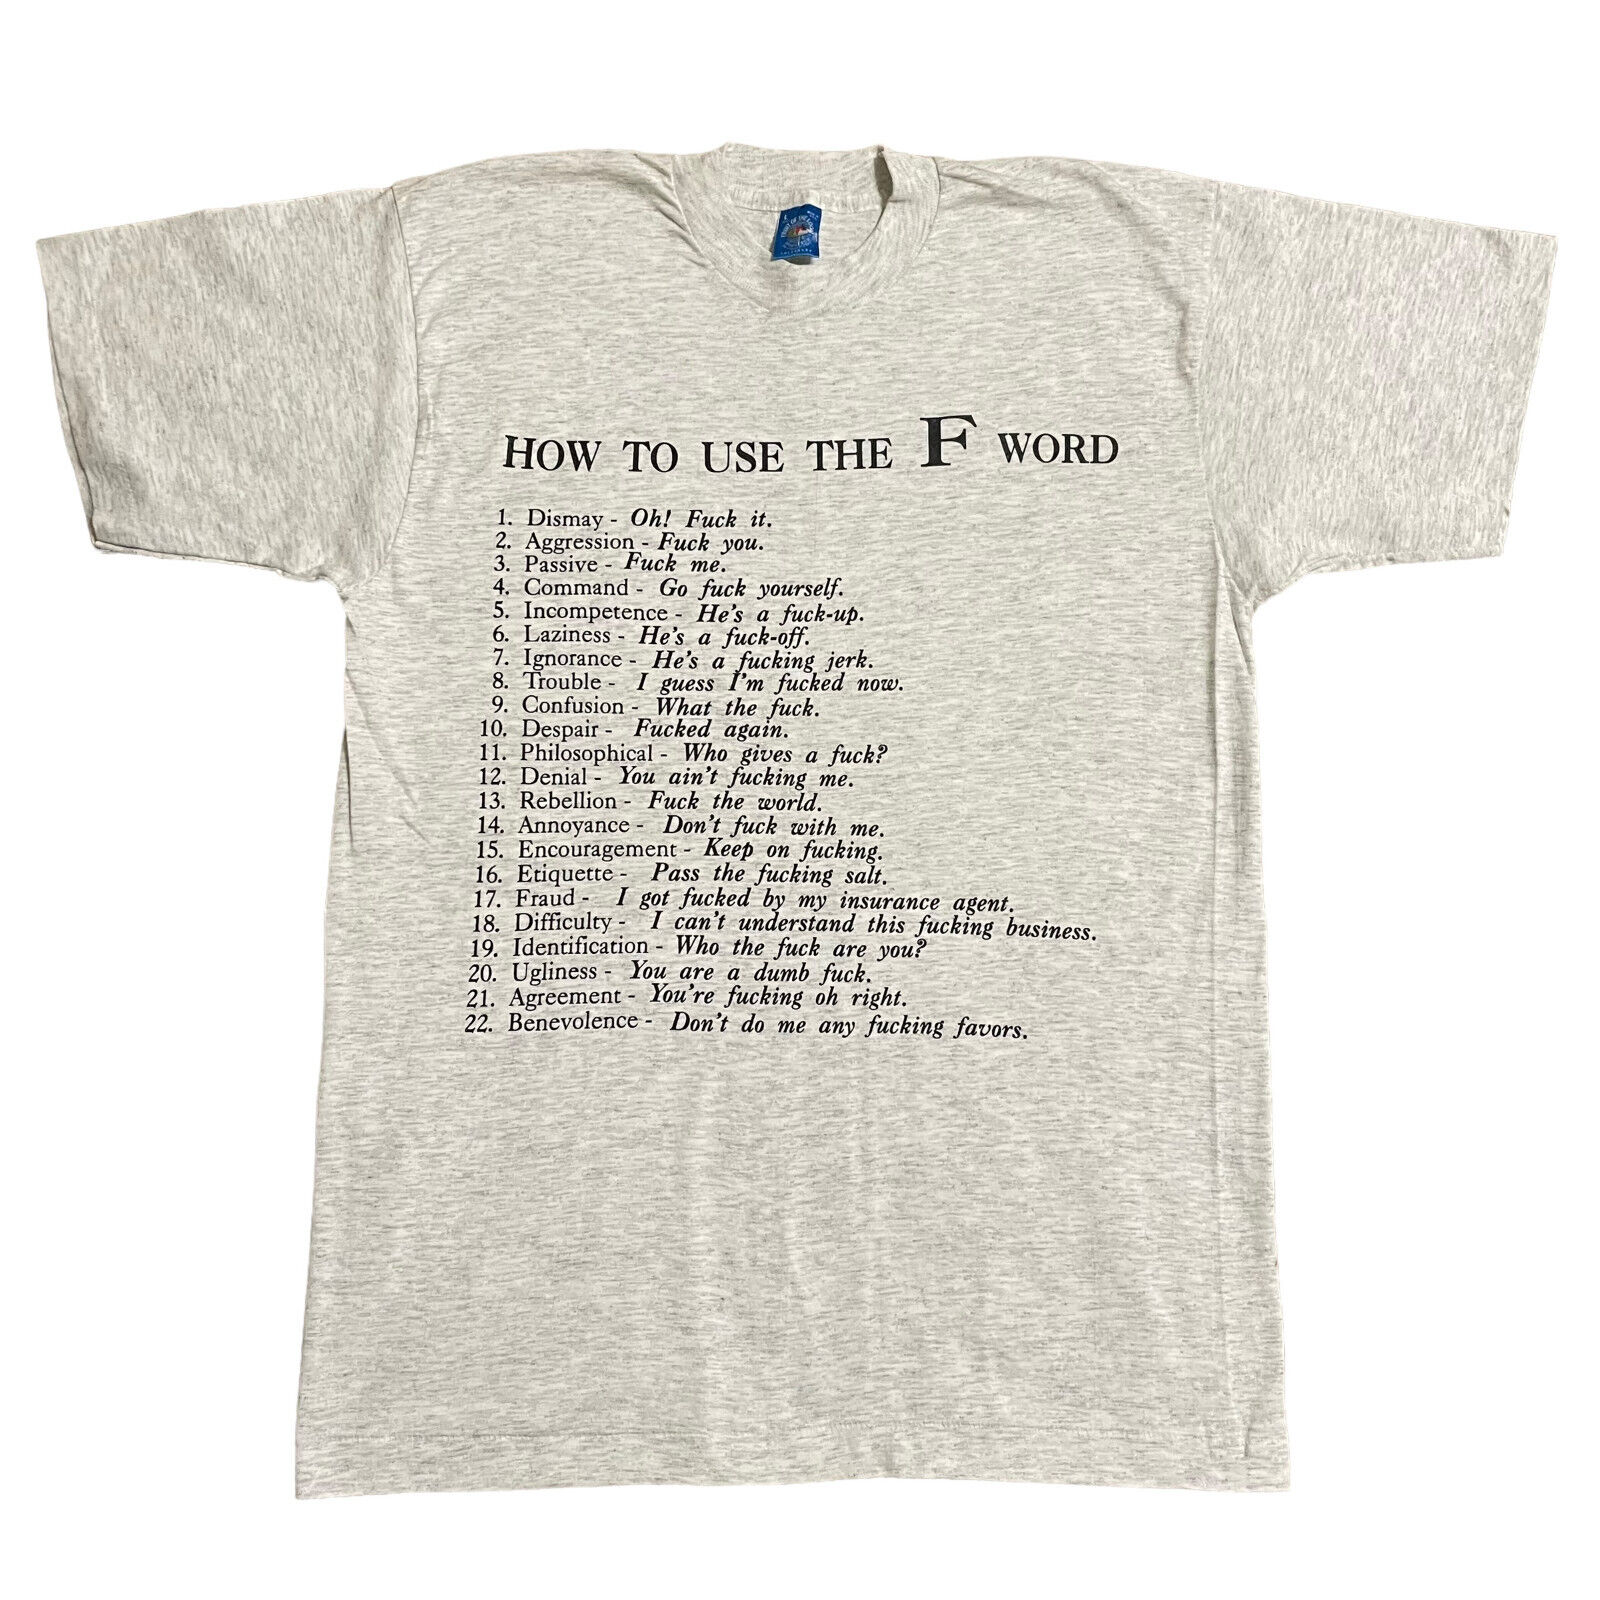 FRUIT OF THE LOOM
HOW TO USE THE F WORD
1. Dismay - Oh! Fuck it.
2. Aggression - Fuck you.
3. Passive - Fuck me.
4. Command - Go fuck yourself.
5. Incompetence - He's a fuck-up.
6. Laziness - He's a fuck-off.
7. Ignorance - He's a fucking jerk.
8. Trouble - I guess I'm fucked now.
9. Confusion - What the fuck.
10. Despair - Fucked again.
11. Philosophical - Who gives a fuck?
12. Denial - You ain't fucking me.
13. Rebellion - Fuck the world.
14. Annoyance - Don't fuck with me.
15. Encouragement - Keep on fucking.
16. Etiquette - Pass the fucking salt.
17. Fraud - I got fucked by my insurance agent.
18. Difficulty - I can't understand this fucking business.
19. Identification - Who the fuck are you?
20. Ugliness - You are a dumb fuck.
21. Agreement - You're fucking oh right.
22. Benevolence - Don't do me any fucking favors.